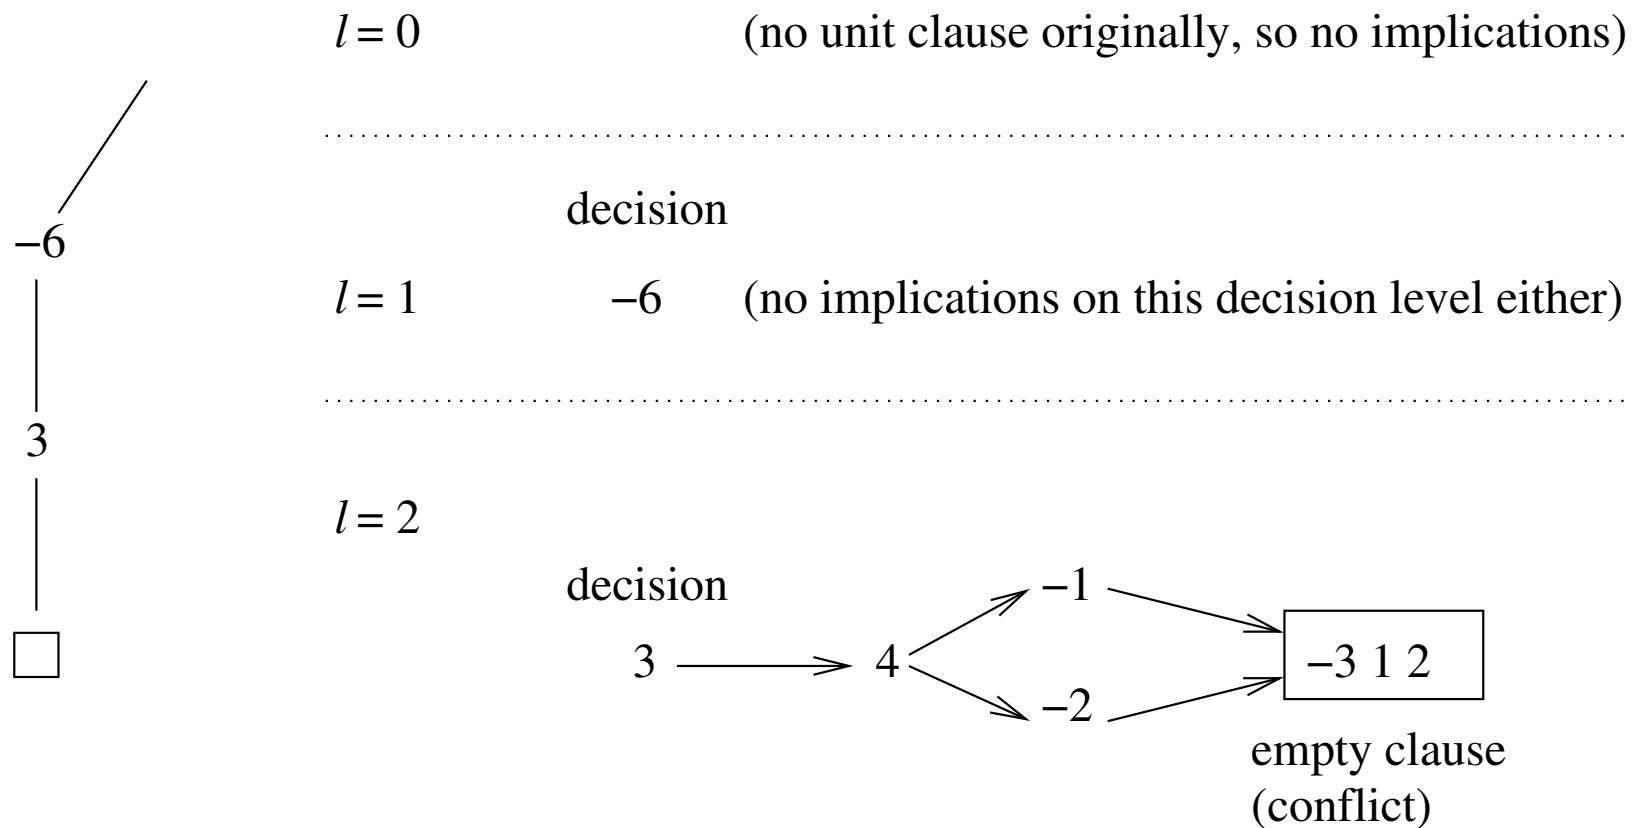 l = 0 (no unit clause originally, so no implications)
decision
−6
l = 1 −6 (no implications on this decision level either)
3
l = 2
decision −1
3 4 −3 1 2
−2
empty clause
(conflict)